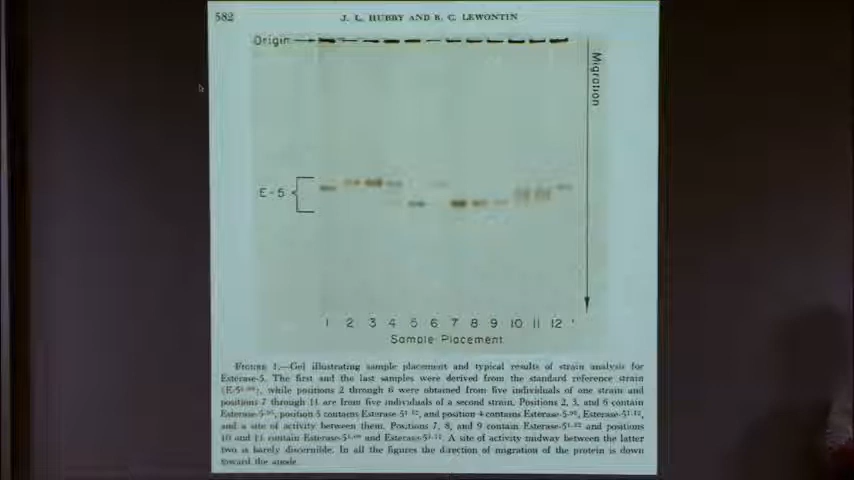 582
J. L. HUBBY AND R. C. LEWONTIN
Origin
Migration
E-5
1 2 3 4 5 6 7 8 9 10 11 12
Sample Placement
FIGURE 1.—Gel illustrating sample placement and typical results of strain analysis for
Esterase-5. The first and the last samples were derived from the standard reference strain
while positions 2 through 6 were obtained from five individuals of one strain and
positions 7 through 11 are from five individuals of a second strain. Positions 2, 3, and 6 contain
position 5 contains and position 4 contains
and a site of activity between them. Positions 7, 8, and 9 contain and positions
10 and 11 contain and A site of activity midway between the latter
two is barely discernible. In all the figures the direction of migration of the protein is down
toward the anode.